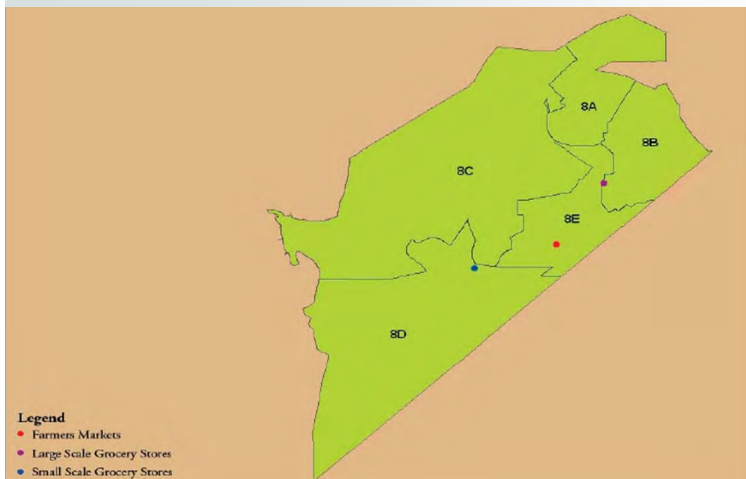 8A
8B
8C
8E
8D
Legend
Farmers Markets
Large Scale Grocery Stores
Small Scale Grocery Stores